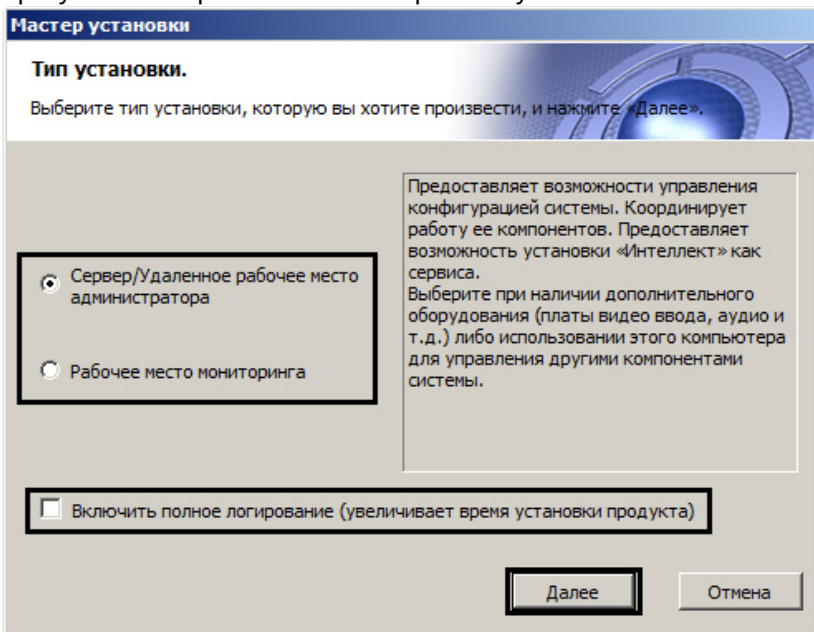 Мастер установки
Тип установки.
Выберите тип установки, которую вы хотите произвести, и нажмите «Далее».
Предоставляет возможности управления
конфигурацией системы. Координирует
работу ее компонентов. Предоставляет
возможность установки «Интеллект» как
сервиса.
Выберите при наличии дополнительного
оборудования (платы видео ввода, аудио и
т.д.) либо использовании этого компьютера
для управления другими компонентами
системы.
Сервер/Удаленное рабочее место
администратора
Рабочее место мониторинга
Включить полное логирование (увеличивает время установки продукта)
Далее
Отмена